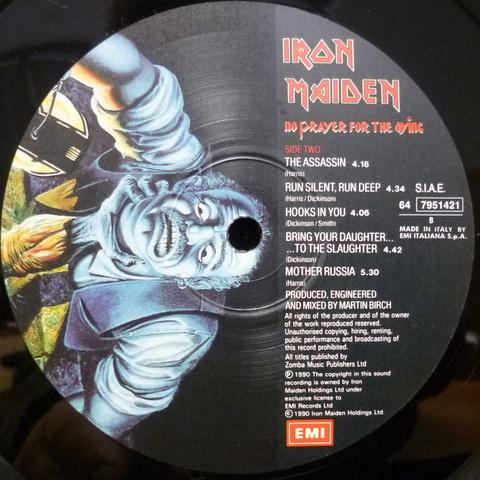 IRON
MAIDEN
NO PRAYER FOR THE DYING
SIDE TWO
THE ASSASSIN 4.16
(Harris)
RUN SILENT, RUN DEEP 4.34
(Harris / Dickinson)
HOOKS IN YOU 4.06
(Dickinson / Smith)
BRING YOUR DAUGHTER...
...TO THE SLAUGHTER 4.42
(Dickinson)
MOTHER RUSSIA 5.30
(Harris)
S.I.A.E.
64 7951421
B
MADE IN ITALY BY
EMI ITALIANA S.p.A.
PRODUCED, ENGINEERED
AND MIXED BY MARTIN BIRCH
All rights of the producer and of the owner
of the work reproduced reserved.
Unauthorised copying, hiring, renting,
public performance and broadcasting of
this record prohibited.
All titles published by
Zomba Music Publishers Ltd
℗ 1990 The copyright in this sound
recording is owned by Iron
Maiden Holdings Ltd under
exclusive license to
EMI Records Ltd
© 1990 Iron Maiden Holdings Ltd
EMI